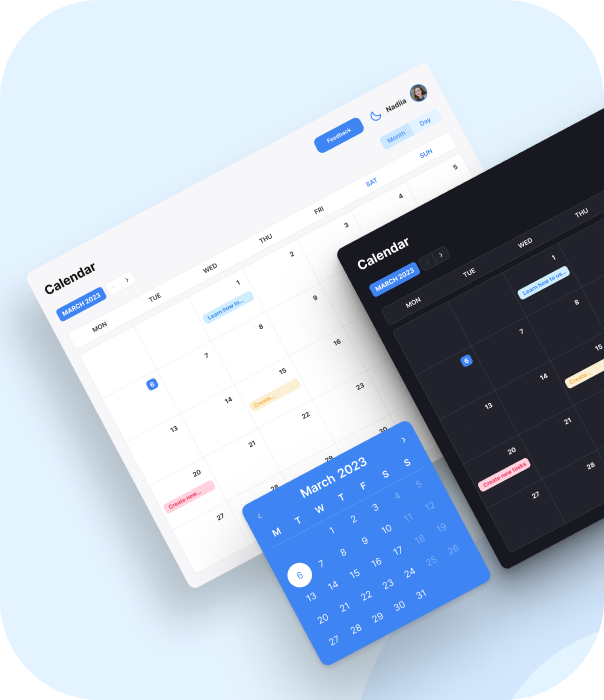 Feedback
Nadiia
Month Day
Calendar
MARCH 2023 < >
MON TUE WED THU FRI SAT SUN
1 2 3 4 5
Learn how to...
6 7 8 9
13 14 15 16
Create...
20 21 22 23
Create new...
27 28 29 30
Calendar
MARCH 2023 < >
MON TUE WED THU
1
Learn how to us...
6 7 8
13 14 15
Create...
20 21
Create new tasks
27 28
< March 2023 >
M T W T F S S
1 2 3 4 5
6 7 8 9 10 11 12
13 14 15 16 17 18 19
20 21 22 23 24 25 26
27 28 29 30 31